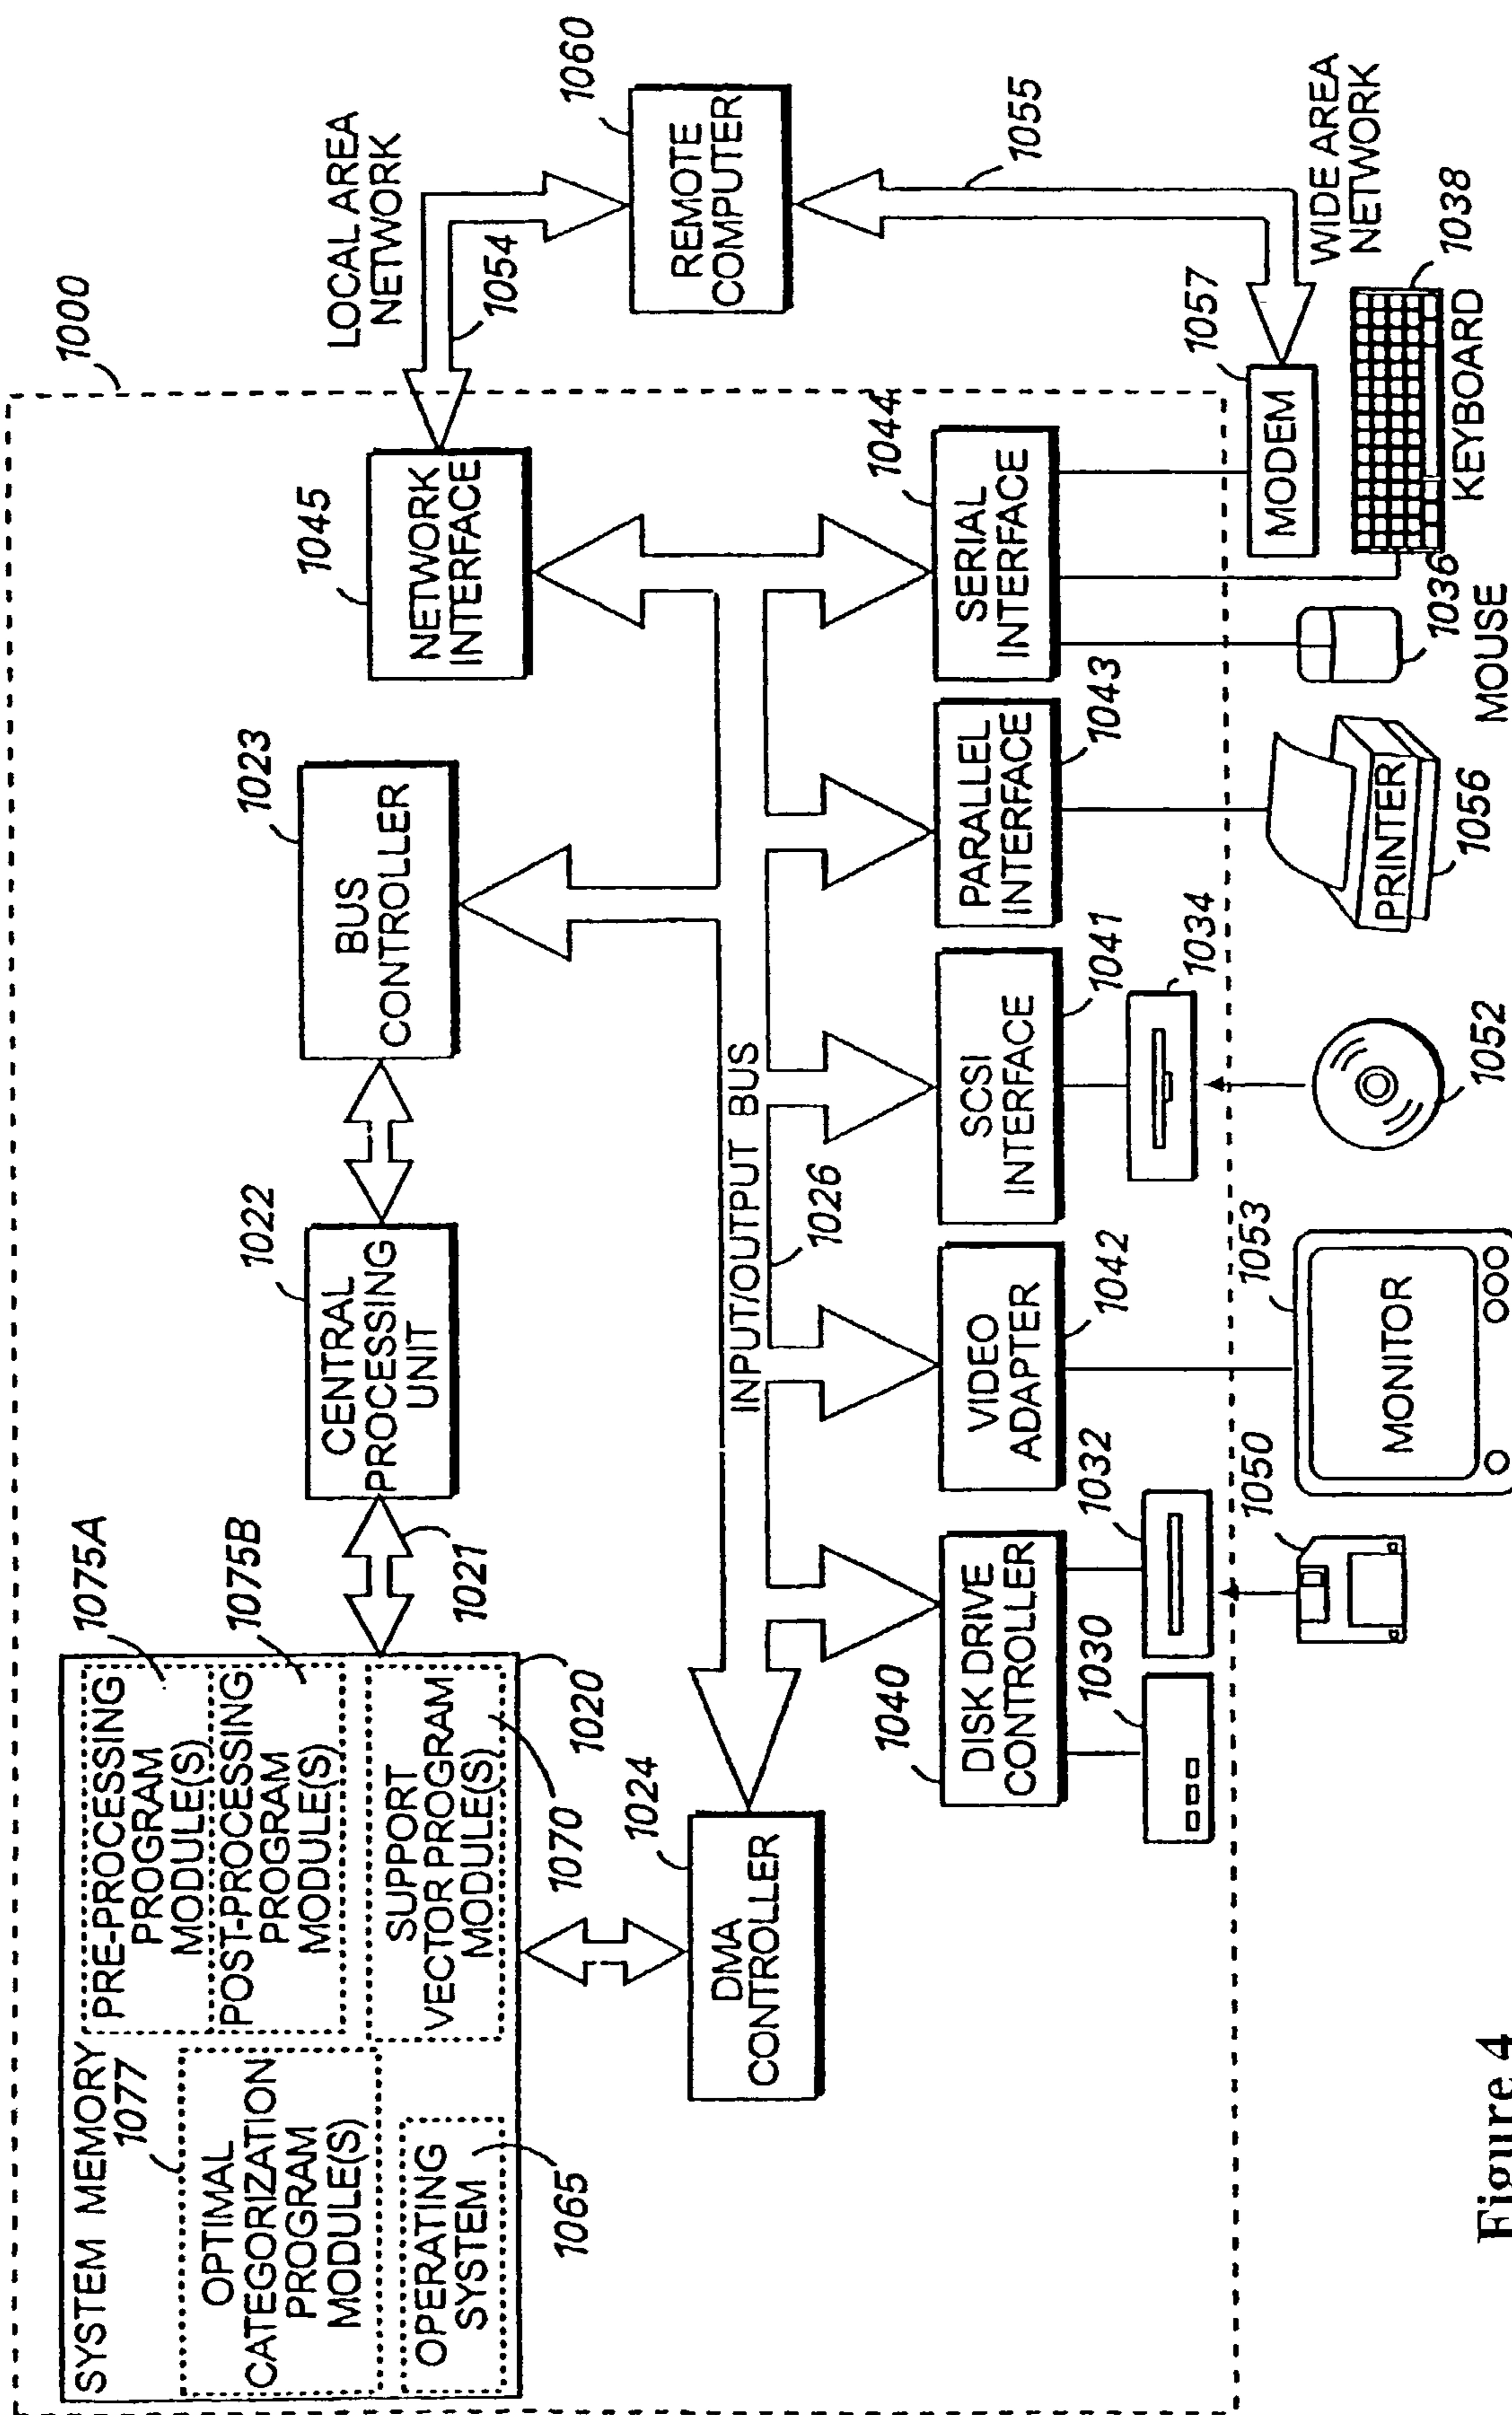 1000
SYSTEM MEMORY
1077
OPTIMAL
CATEGORIZATION
PROGRAM
MODULE(S)
OPERATING
SYSTEM
1065
PRE-PROCESSING
PROGRAM
MODULE(S)
1075A
POST-PROCESSING
PROGRAM
MODULE(S)
1075B
SUPPORT
VECTOR PROGRAM
MODULE(S)
1070
1020
1021
CENTRAL
PROCESSING
UNIT
1022
BUS
CONTROLLER
1023
NETWORK
INTERFACE
1045
LOCAL AREA
NETWORK
1054
REMOTE
COMPUTER
1060
1055
WIDE AREA
NETWORK
DMA
CONTROLLER
1024
INPUT/OUTPUT BUS
1026
1040
DISK DRIVE
CONTROLLER
1030
1032
VIDEO
ADAPTER
1042
SCSI
INTERFACE
1041
1034
PARALLEL
INTERFACE
1043
SERIAL
INTERFACE
1044
MODEM
1057
1050
MONITOR
1053
1052
PRINTER
1056
MOUSE
1036
KEYBOARD
1038
Figure 4